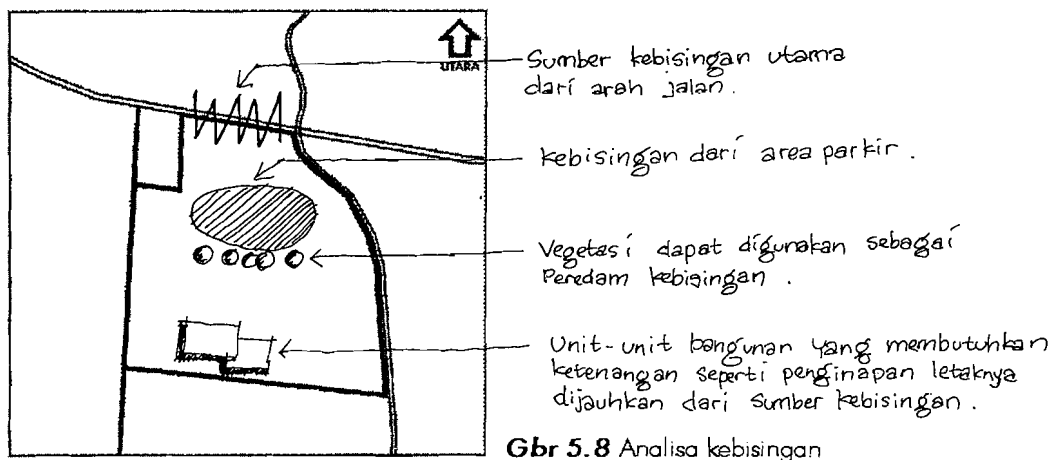 UTARA
Sumber kebisingan utama
dari arah jalan.
kebisingan dari area parkir.
Vegetasi dapat digunakan sebagai
Peredam kebisingan.
Unit-unit bangunan yang membutuhkan
ketenangan seperti penginapan letaknya
dijauhkan dari sumber kebisingan.
Gbr 5.8 Analisa kebisingan